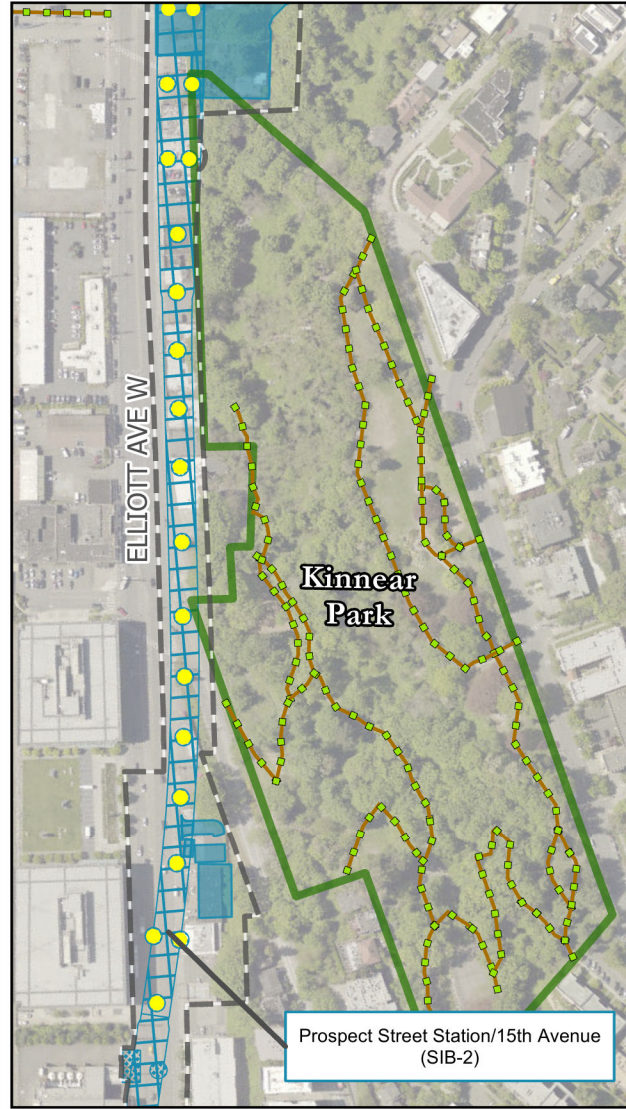 ELLIOTT AVE W
Kinnear
Park
Prospect Street Station/15th Avenue
(SIB-2)